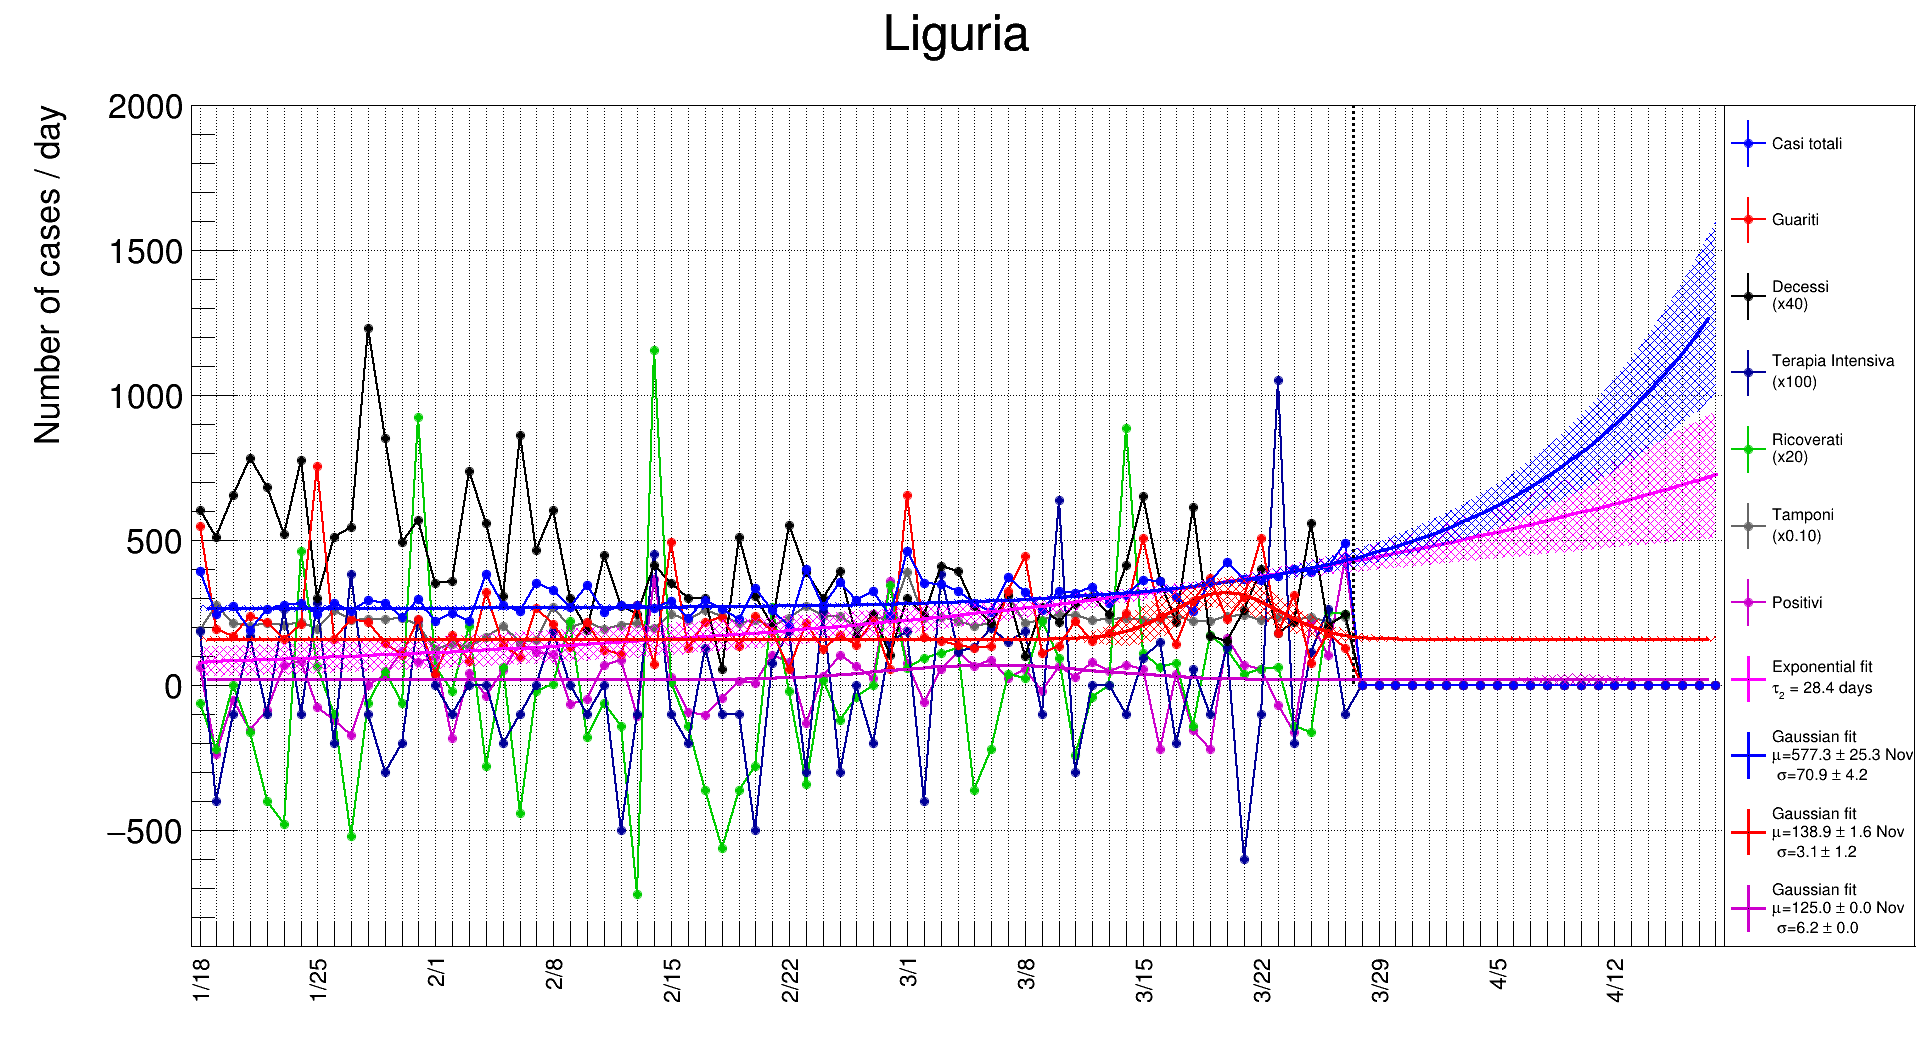 Liguria
Number of cases / day
2000
1500
1000
500
0
−500
1/18
1/25
2/1
2/8
2/15
2/22
3/1
3/8
3/15
3/22
3/29
4/5
4/12
Casi totali
Guariti
Decessi
(x40)
Terapia Intensiva
(x100)
Ricoverati
(x20)
Tamponi
(x0.10)
Positivi
Exponential fit
τ₂ = 28.4 days
Gaussian fit
μ=577.3 ± 25.3 Nov
σ=70.9 ± 4.2
Gaussian fit
μ=138.9 ± 1.6 Nov
σ=3.1 ± 1.2
Gaussian fit
μ=125.0 ± 0.0 Nov
σ=6.2 ± 0.0